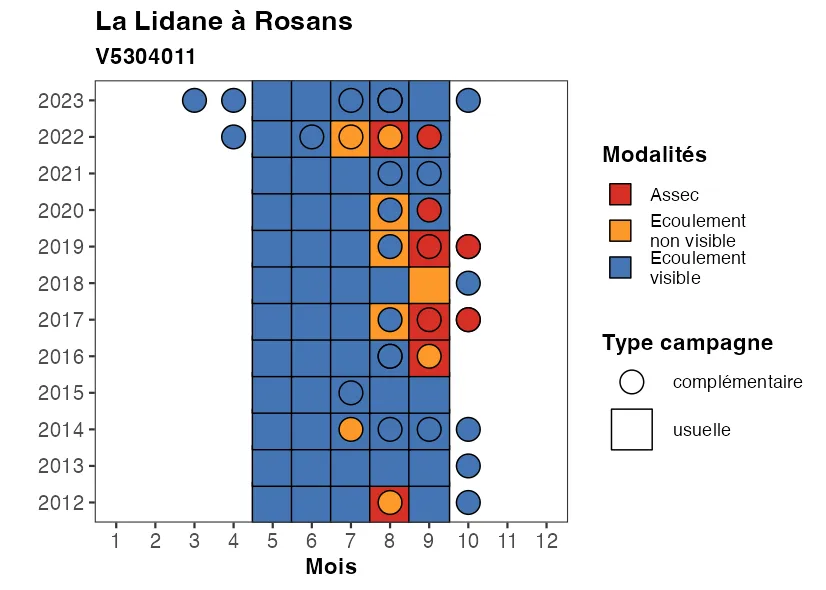 La Lidane à Rosans
V5304011
2023
2022
2021
2020
2019
2018
2017
2016
2015
2014
2013
2012
1 2 3 4 5 6 7 8 9 10 11 12
Mois
Modalités
Assec
Ecoulement
non visible
Ecoulement
visible
Type campagne
complémentaire
usuelle